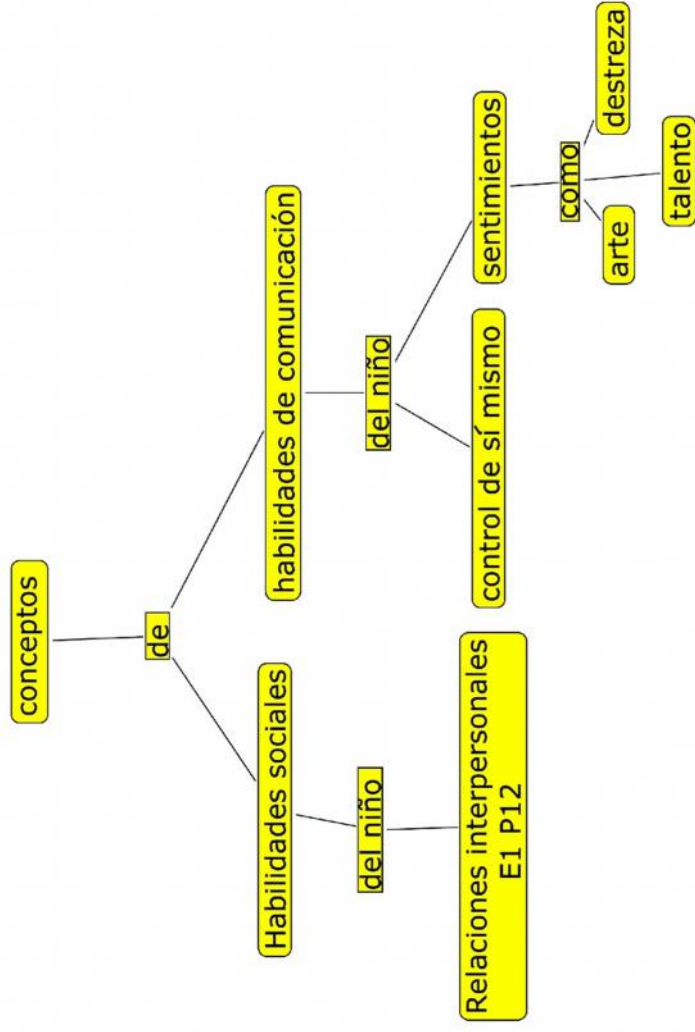 conceptos
de
Habilidades sociales
habilidades de comunicación
del niño
del niño
Relaciones interpersonales
E1 P12
control de sí mismo
sentimientos
como
arte
talento
destreza